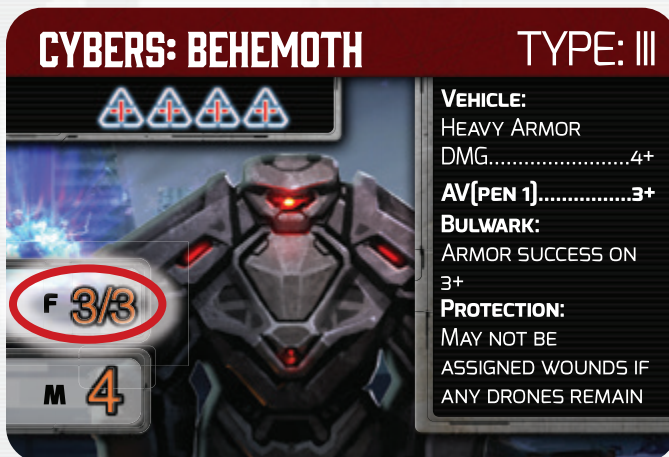 CYBERS: BEHEMOTH TYPE: III
VEHICLE:
HEAVY ARMOR
DMG........................4+
AV(PEN 1)................3+
BULWARK:
ARMOR SUCCESS ON
3+
PROTECTION:
MAY NOT BE
ASSIGNED WOUNDS IF
ANY DRONES REMAIN
F 3/3
M 4